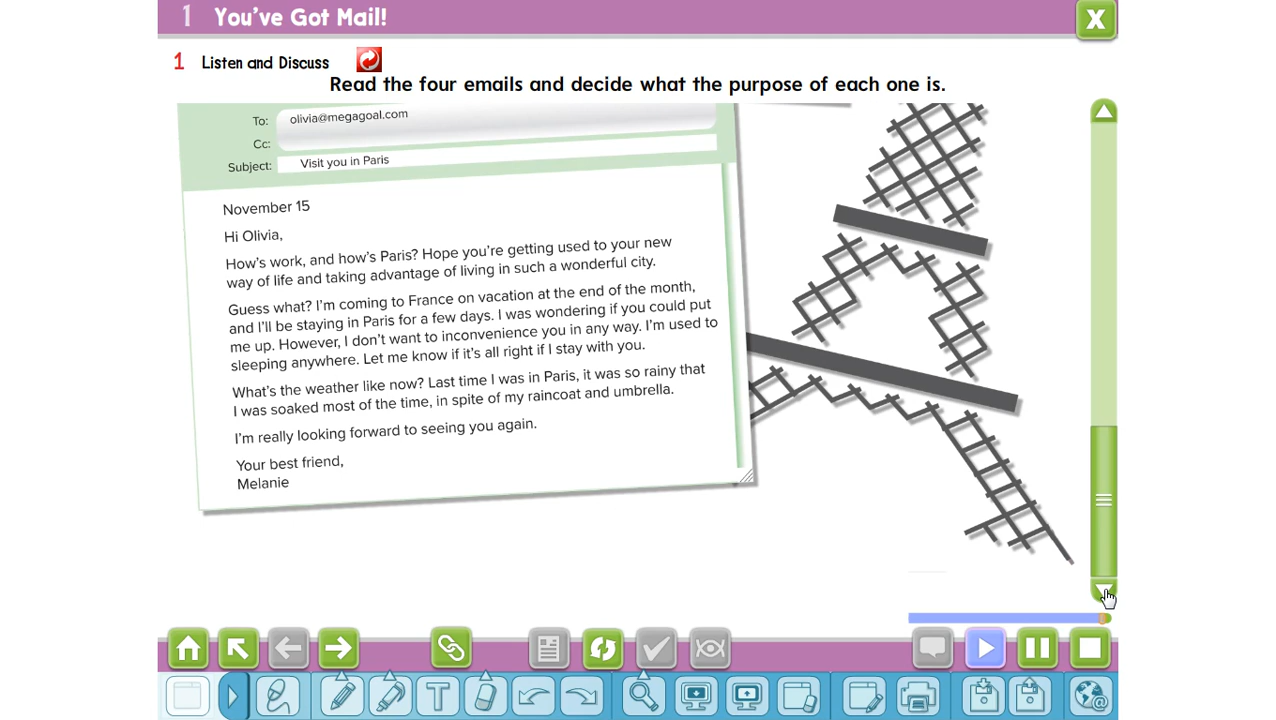 1 You've Got Mail!
X
1 Listen and Discuss
Read the four emails and decide what the purpose of each one is.
To: olivia@megagoal.com
Cc:
Subject: Visit you in Paris
November 15
Hi Olivia,
How's work, and how's Paris? Hope you're getting used to your new
way of life and taking advantage of living in such a wonderful city.
Guess what? I'm coming to France on vacation at the end of the month,
and I'll be staying in Paris for a few days. I was wondering if you could put
me up. However, I don't want to inconvenience you in any way. I'm used to
sleeping anywhere. Let me know if it's all right if I stay with you.
What's the weather like now? Last time I was in Paris, it was so rainy that
I was soaked most of the time, in spite of my raincoat and umbrella.
I'm really looking forward to seeing you again.
Your best friend,
Melanie
T
@